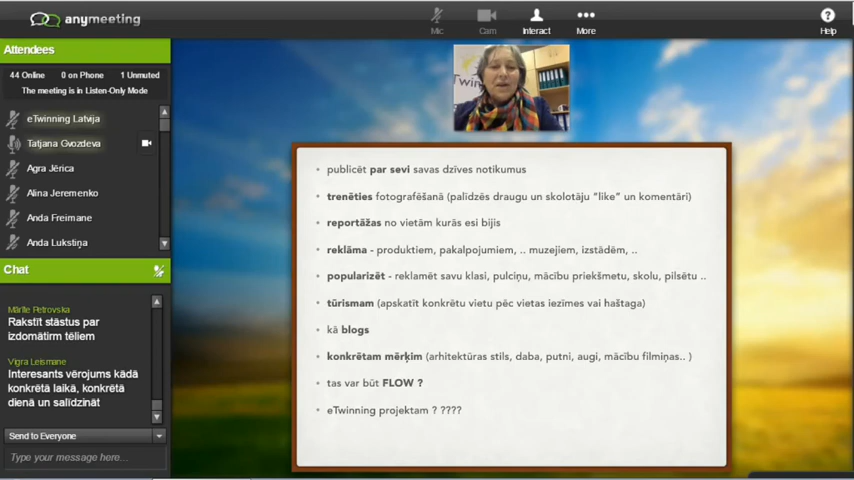 anymeeting
Mic
Cam
Interact
More
Help
Attendees
44 Online 0 on Phone 1 Unmuted
The meeting is in Listen-Only Mode
eTwinning Latvija
Tatjana Gvozdeva
Agra Jērica
Alina Jeremenko
Anda Freimane
Anda Lukstiņa
Chat
Mārīte Petrovska
Rakstīt stāstus par
izdomātirm tēliem
Vigra Leismane
Interesants vērojums kādā
konkrētā laikā, konkrētā
dienā un salīdzināt
Send to Everyone
Type your message here...
• publicēt par sevi savas dzīves notikumus
• trenēties fotografēšanā (palīdzēs draugu un skolotāju "like" un komentāri)
• reportāžas no vietām kurās esi bijis
• reklāma - produktiem, pakalpojumiem, .. muzejiem, izstādēm, ..
• popularizēt - reklamēt savu klasi, pulciņu, mācību priekšmetu, skolu, pilsētu ..
• tūrismam (apskatīt konkrētu vietu pēc vietas iezīmes vai haštaga)
• kā blogs
• konkrētam mērķim (arhitektūras stils, daba, putni, augi, mācību filmiņas.. )
• tas var būt FLOW ?
• eTwinning projektam ? ????